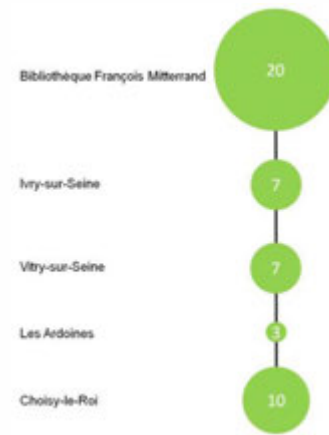 20
Bibliothèque François Mitterrand
Ivry-sur-Seine
7
Vitry-sur-Seine
7
Les Ardoines
3
Choisy-le-Roi
10